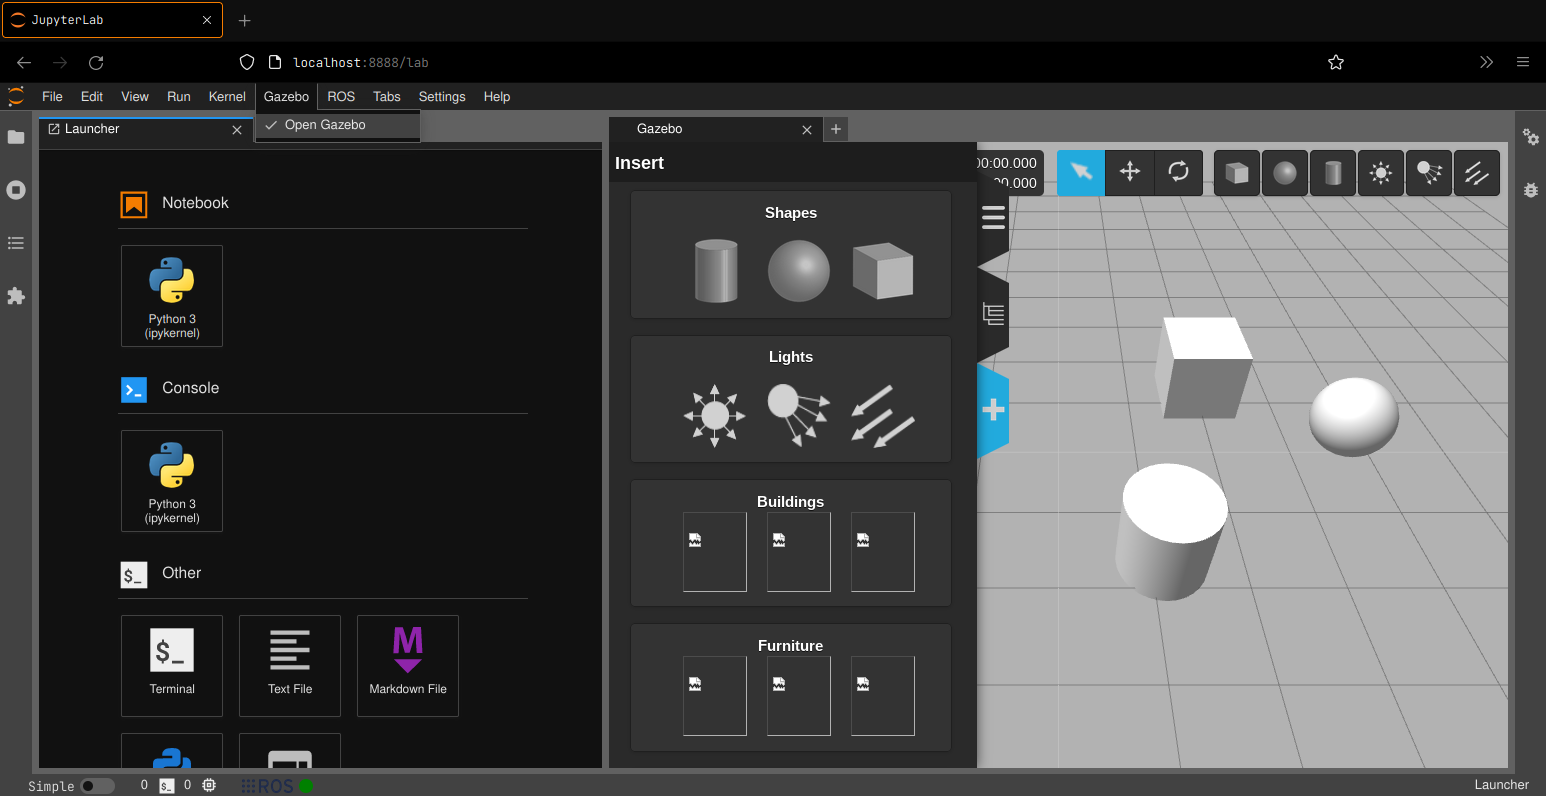 JupyterLab
localhost:8888/lab
File Edit View Run Kernel Gazebo ROS Tabs Settings Help
Open Gazebo
Launcher
Gazebo
Insert
00:00.000
00.000
Notebook
Python 3
(ipykernel)
Console
Python 3
(ipykernel)
Other
$_
$_
Terminal
Text File
M
Markdown File
Shapes
Lights
Buildings
Furniture
Simple
0 $_ 0
ROS
Launcher